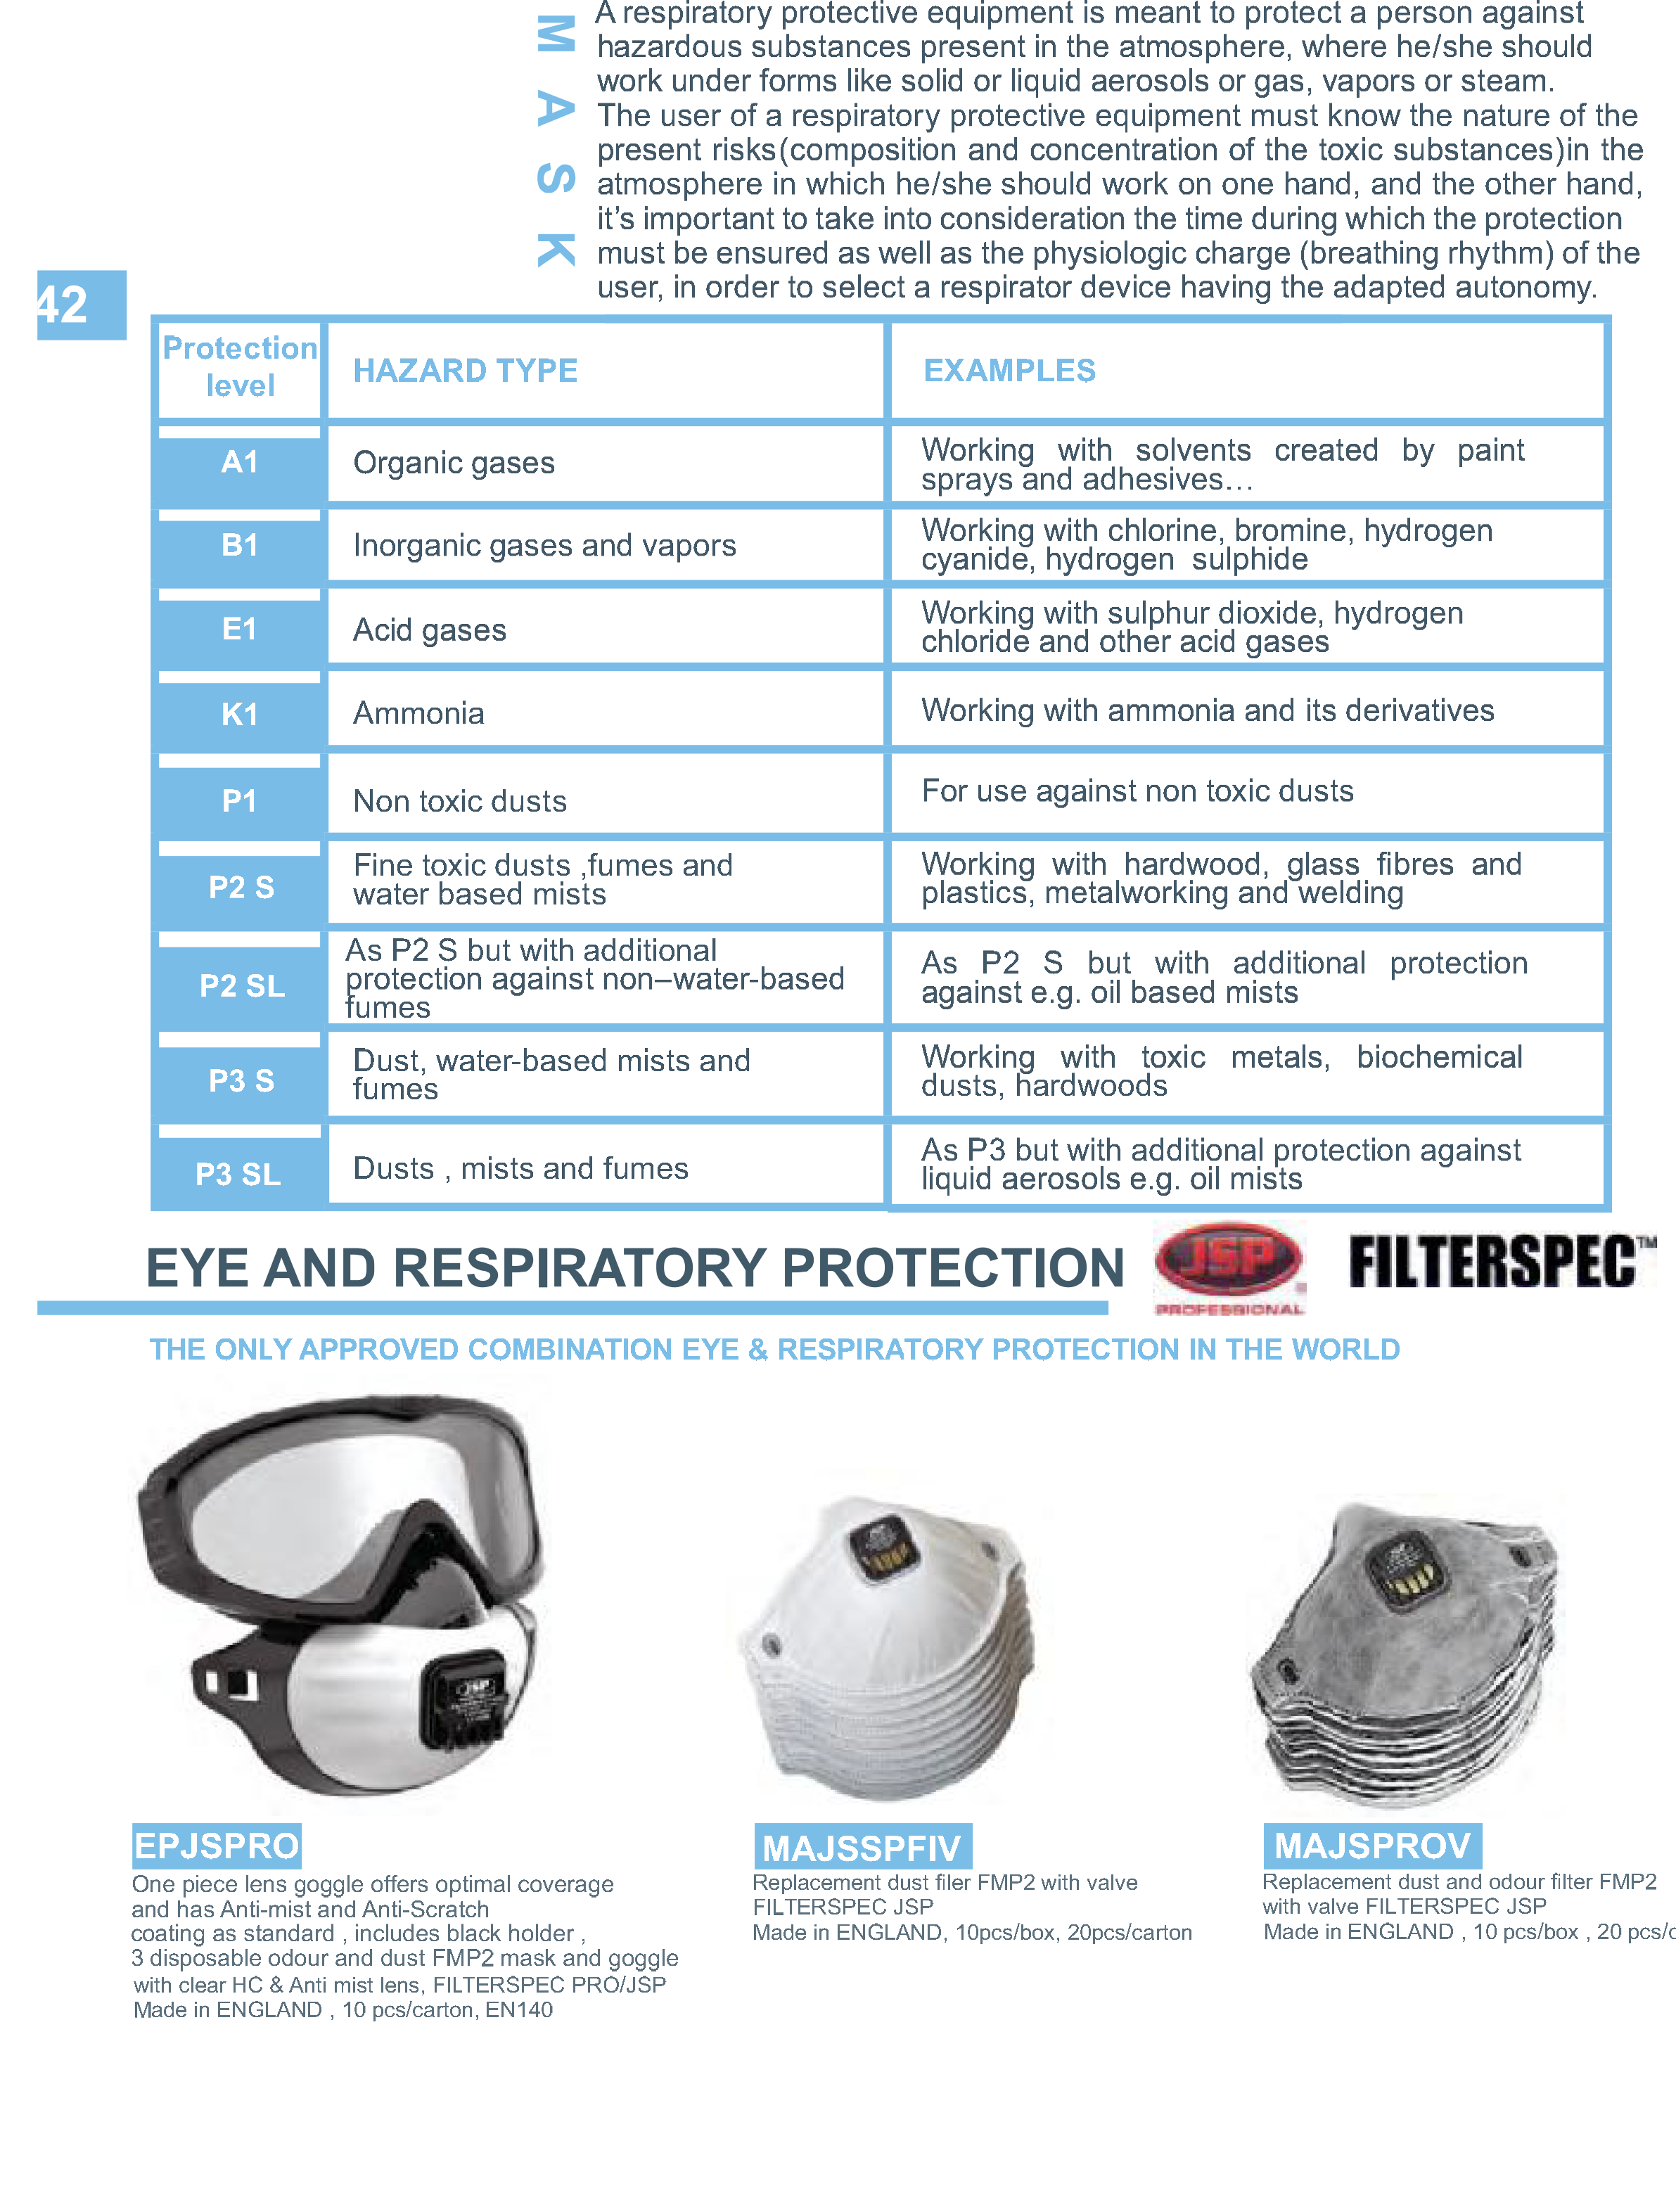 M
A
S
K
A respiratory protective equipment is meant to protect a person against
hazardous substances present in the atmosphere, where he/she should
work under forms like solid or liquid aerosols or gas, vapors or steam.
The user of a respiratory protective equipment must know the nature of the
present risks(composition and concentration of the toxic substances)in the
atmosphere in which he/she should work on one hand, and the other hand,
it's important to take into consideration the time during which the protection
must be ensured as well as the physiologic charge (breathing rhythm) of the
user, in order to select a respirator device having the adapted autonomy.
42
Protection
level
HAZARD TYPE
EXAMPLES
A1
Organic gases
Working with solvents created by paint
sprays and adhesives…
B1
Inorganic gases and vapors
Working with chlorine, bromine, hydrogen
cyanide, hydrogen sulphide
E1
Acid gases
Working with sulphur dioxide, hydrogen
chloride and other acid gases
K1
Ammonia
Working with ammonia and its derivatives
P1
Non toxic dusts
For use against non toxic dusts
P2 S
Fine toxic dusts ,fumes and
water based mists
Working with hardwood, glass fibres and
plastics, metalworking and welding
P2 SL
As P2 S but with additional
protection against non–water-based
fumes
As P2 S but with additional protection
against e.g. oil based mists
P3 S
Dust, water-based mists and
fumes
Working with toxic metals, biochemical
dusts, hardwoods
P3 SL
Dusts , mists and fumes
As P3 but with additional protection against
liquid aerosols e.g. oil mists
EYE AND RESPIRATORY PROTECTION
JSP
PROFESSIONAL
FILTERSPEC™
THE ONLY APPROVED COMBINATION EYE & RESPIRATORY PROTECTION IN THE WORLD
JSP
EPJSPRO
One piece lens goggle offers optimal coverage
and has Anti-mist and Anti-Scratch
coating as standard , includes black holder ,
3 disposable odour and dust FMP2 mask and goggle
with clear HC & Anti mist lens, FILTERSPEC PRO/JSP
Made in ENGLAND , 10 pcs/carton, EN140
MAJSSPFIV
Replacement dust filer FMP2 with valve
FILTERSPEC JSP
Made in ENGLAND, 10pcs/box, 20pcs/carton
MAJSPROV
Replacement dust and odour filter FMP2
with valve FILTERSPEC JSP
Made in ENGLAND , 10 pcs/box , 20 pcs/c